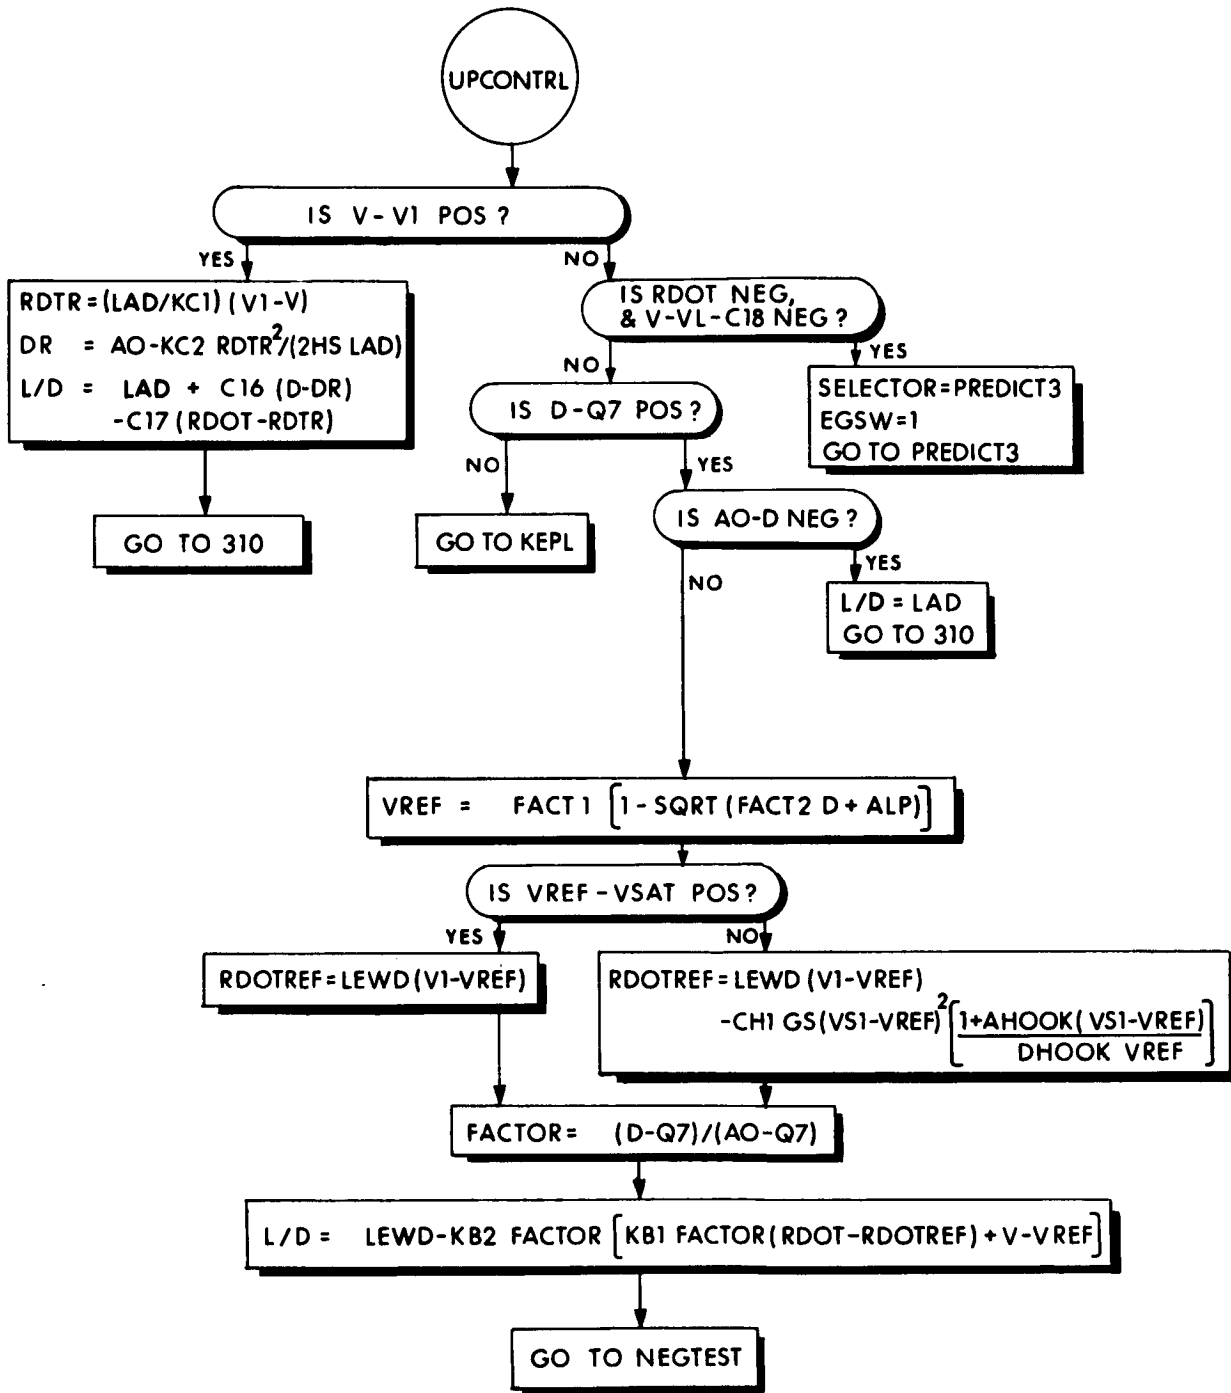 UPCONTRL
IS V-V1 POS?
YES
NO
RDTR=(LAD/KC1)(V1-V)
DR = AO-KC2 RDTR²/(2HS LAD)
L/D = LAD + C16 (D-DR)
-C17(RDOT-RDTR)
IS RDOT NEG,
& V-VL-C18 NEG?
NO
YES
SELECTOR=PREDICT3
EGSW=1
GO TO PREDICT3
IS D-Q7 POS?
NO
YES
GO TO 310
GO TO KEPL
IS AO-D NEG?
NO
YES
L/D = LAD
GO TO 310
VREF = FACT1 [1-SQRT(FACT2 D+ALP)]
IS VREF-VSAT POS?
YES
NO
RDOTREF=LEWD(V1-VREF)
RDOTREF=LEWD(V1-VREF)
-CH1 GS(VS1-VREF)²[1+AHOOK(VS1-VREF)
DHOOK VREF]
FACTOR= (D-Q7)/(AO-Q7)
L/D = LEWD-KB2 FACTOR [KB1 FACTOR(RDOT-RDOTREF)+V-VREF]
GO TO NEGTEST